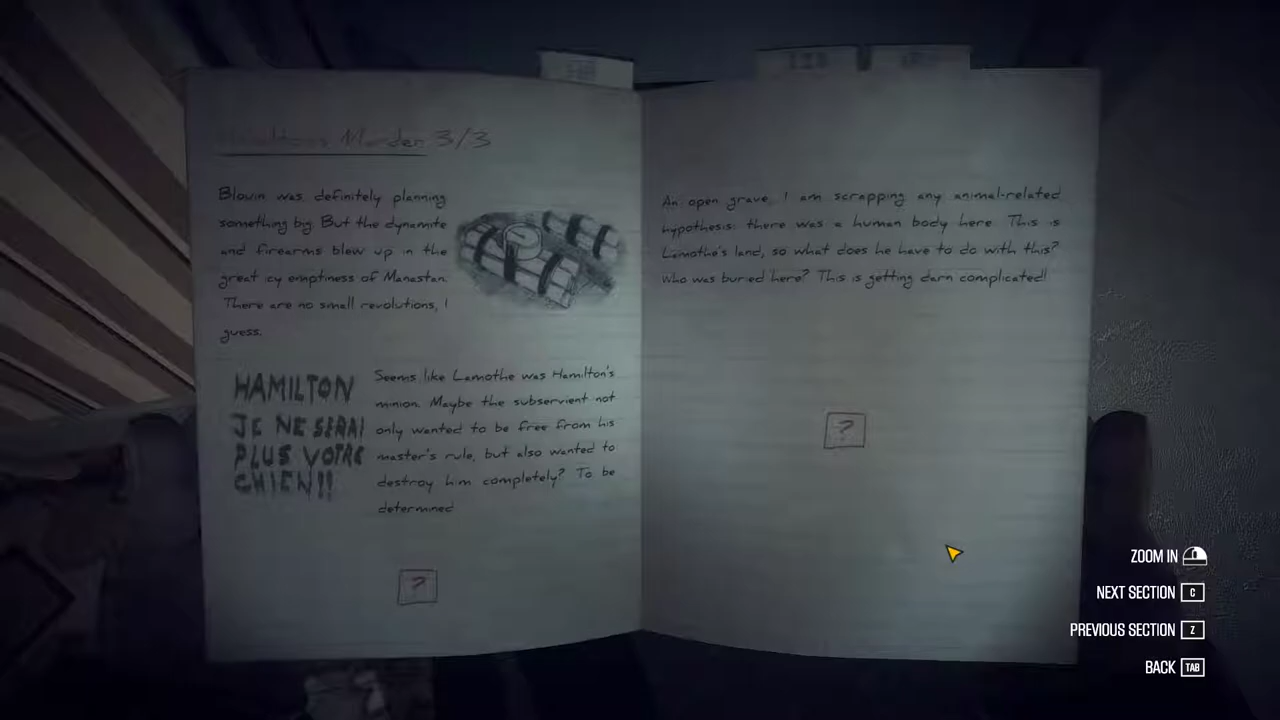 Murder 3/3
Blouin was definitely planning
something big. But the dynamite
and firearms blew up in the
great icy emptiness of Manastan.
There are no small revolutions, I
guess.
HAMILTON
JE NE SERAI
PLUS VOTRE
CHIEN!!
Seems like Lamothe was Hamilton's
minion. Maybe the subservient not
only wanted to be free from his
master's rule, but also wanted to
destroy him completely? To be
determined
?
An open grave. I am scrapping any animal-related
hypothesis: there was a human body here. This is
Lamothe's land, so what does he have to do with this?
Who was buried here? This is getting darn complicated!
?
ZOOM IN
NEXT SECTION C
PREVIOUS SECTION Z
BACK TAB